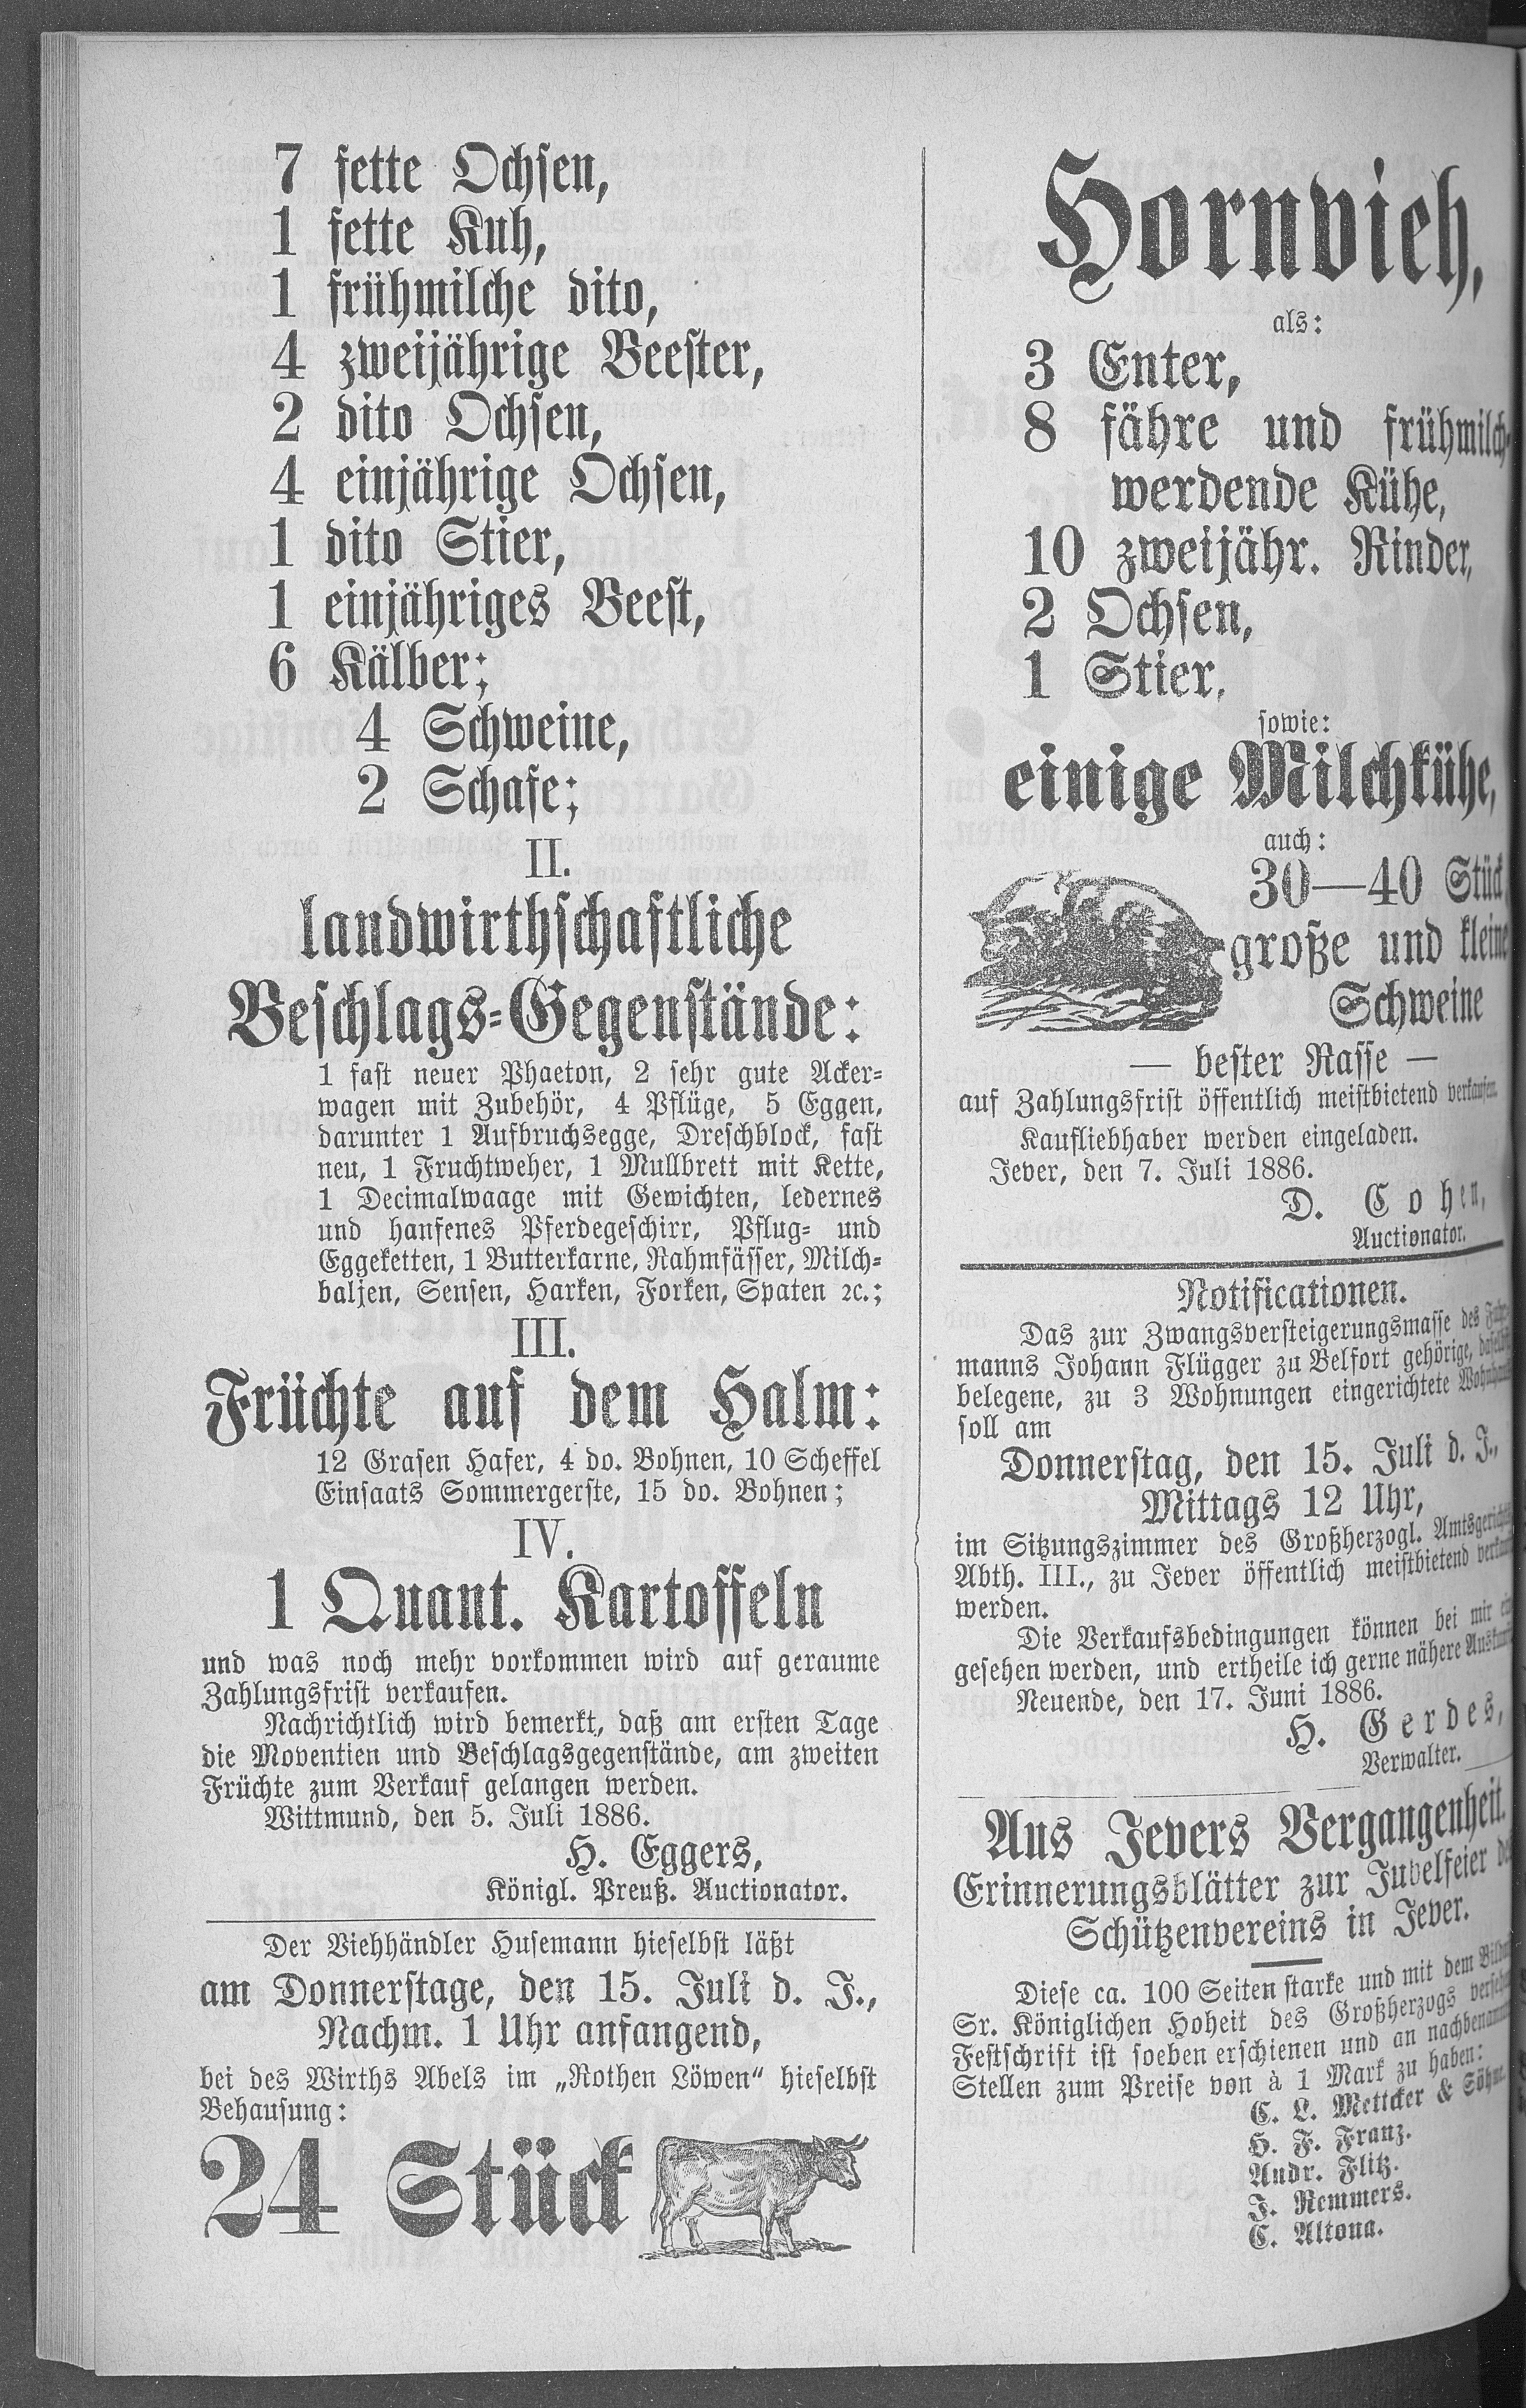 7 fette Ochsen,
1 fette Kuh,
1 frühmilche dito,
4 zweijährige Beester,
2 dito Ochsen,
4 einjährige Ochsen,
1 dito Stier,
1 einjähriges Beest,
6 Kälber;
4 Schweine,
2 Schafe;
II.
landwirthschaftliche
Beschlags-Gegenstände:
1 fast neuer Phaeton, 2 sehr gute Acker-
wagen mit Zubehör, 4 Pflüge, 5 Eggen,
darunter 1 Aufbruchsegge, Dreschblock, fast
neu, 1 Fruchtweher, 1 Mullbrett mit Kette,
1 Decimalwaage mit Gewichten, ledernes
und hanfenes Pferdegeschirr, Pflug- und
Eggeketten, 1 Butterkarne, Rahmfässer, Milch-
baljen, Sensen, Harken, Forken, Spaten ꝛc.;
III.
Früchte auf dem Halm:
12 Grasen Hafer, 4 do. Bohnen, 10 Scheffel
Einsaats Sommergerste, 15 do. Bohnen;
IV.
1 Quant. Kartoffeln
und was noch mehr vorkommen wird auf geraume
Zahlungsfrist verkaufen.
Nachrichtlich wird bemerkt, daß am ersten Tage
die Moventien und Beschlagsgegenstände, am zweiten
Früchte zum Verkauf gelangen werden.
Wittmund, den 5. Juli 1886.
H. Eggers,
Königl. Preuß. Auctionator.
Der Viehhändler Husemann hieselbst läßt
am Donnerstage, den 15. Juli d. J.,
Nachm. 1 Uhr anfangend,
bei des Wirths Abels im „Rothen Löwen“ hieselbst
Behausung:
24 Stück
Hornvieh,
als:
3 Enter,
8 fähre und frühmilch-
werdende Kühe,
10 zweijähr. Rinder,
2 Ochsen,
1 Stier,
sowie:
einige Milchkühe,
auch:
30—40 Stück
große und kleine
Schweine
— bester Rasse —
auf Zahlungsfrist öffentlich meistbietend verkaufen.
Kaufliebhaber werden eingeladen.
Jever, den 7. Juli 1886.
D. Cohen,
Auctionator.
Notificationen.
Das zur Zwangsversteigerungsmasse des
manns Johann Flügger zu Belfort gehörige, daselbst
belegene, zu 3 Wohnungen eingerichtete
soll am
Donnerstag, den 15. Juli d. J.,
Mittags 12 Uhr,
im Sitzungszimmer des Großherzogl. Amtsgerichts
Abth. III., zu Jever öffentlich meistbietend
werden.
Die Verkaufsbedingungen können bei mir
gesehen werden, und ertheile ich gerne nähere
Neuende, den 17. Juni 1886.
H. Gerdes,
Verwalter.
Aus Jevers Vergangenheit.
Erinnerungsblätter zur Jubelfeier des
Schützenvereins in Jever.
Diese ca. 100 Seiten starke und mit dem
Sr. Königlichen Hoheit des Großherzogs
Festschrift ist soeben erschienen und an
Stellen zum Preise von à 1 Mark zu haben:
C. L. Mettcker & Söhne.
H. F. Franz.
Andr. Flitz.
J. Remmers.
C. Altona.